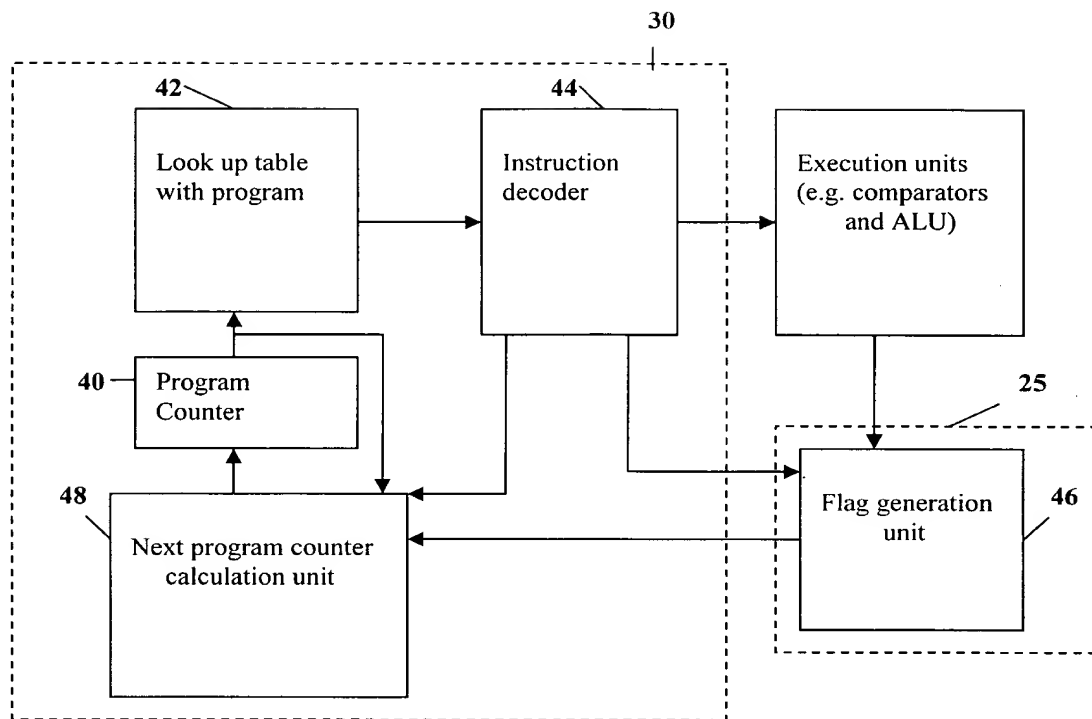 30
42
44
Look up table
with program
Instruction
decoder
Execution units
(e.g. comparators
and ALU)
40
Program
Counter
25
48
Next program counter
calculation unit
Flag generation
unit
46